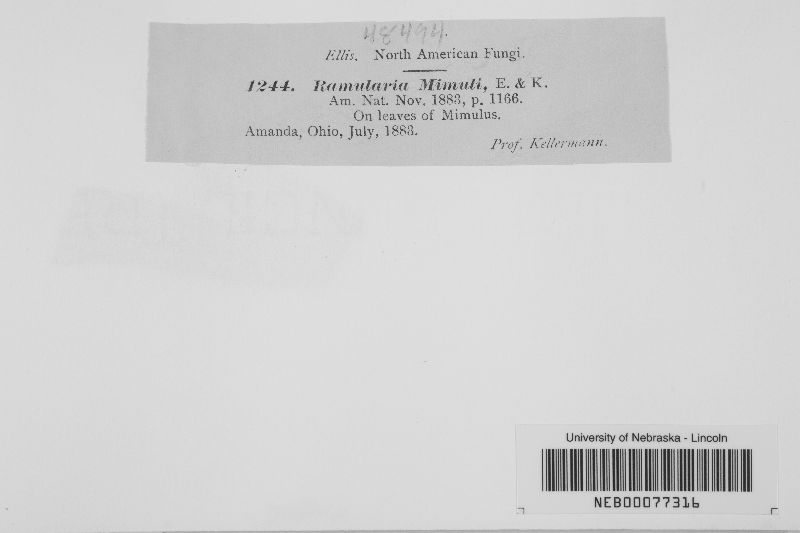 48494.
Ellis. North American Fungi.
1244. Ramularia Mimuli, E. & K.
Am. Nat. Nov. 1883, p. 1166.
On leaves of Mimulus.
Amanda, Ohio, July, 1883.
Prof. Kellermann.
University of Nebraska - Lincoln
NEB00077316